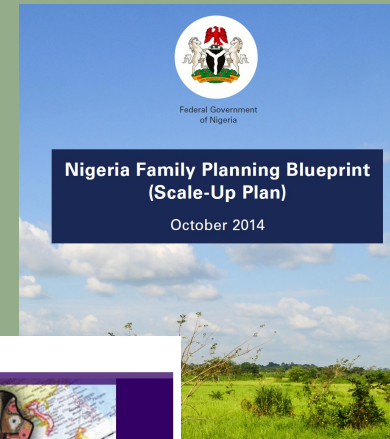 Federal Government
of Nigeria
Nigeria Family Planning Blueprint
(Scale-Up Plan)
October 2014